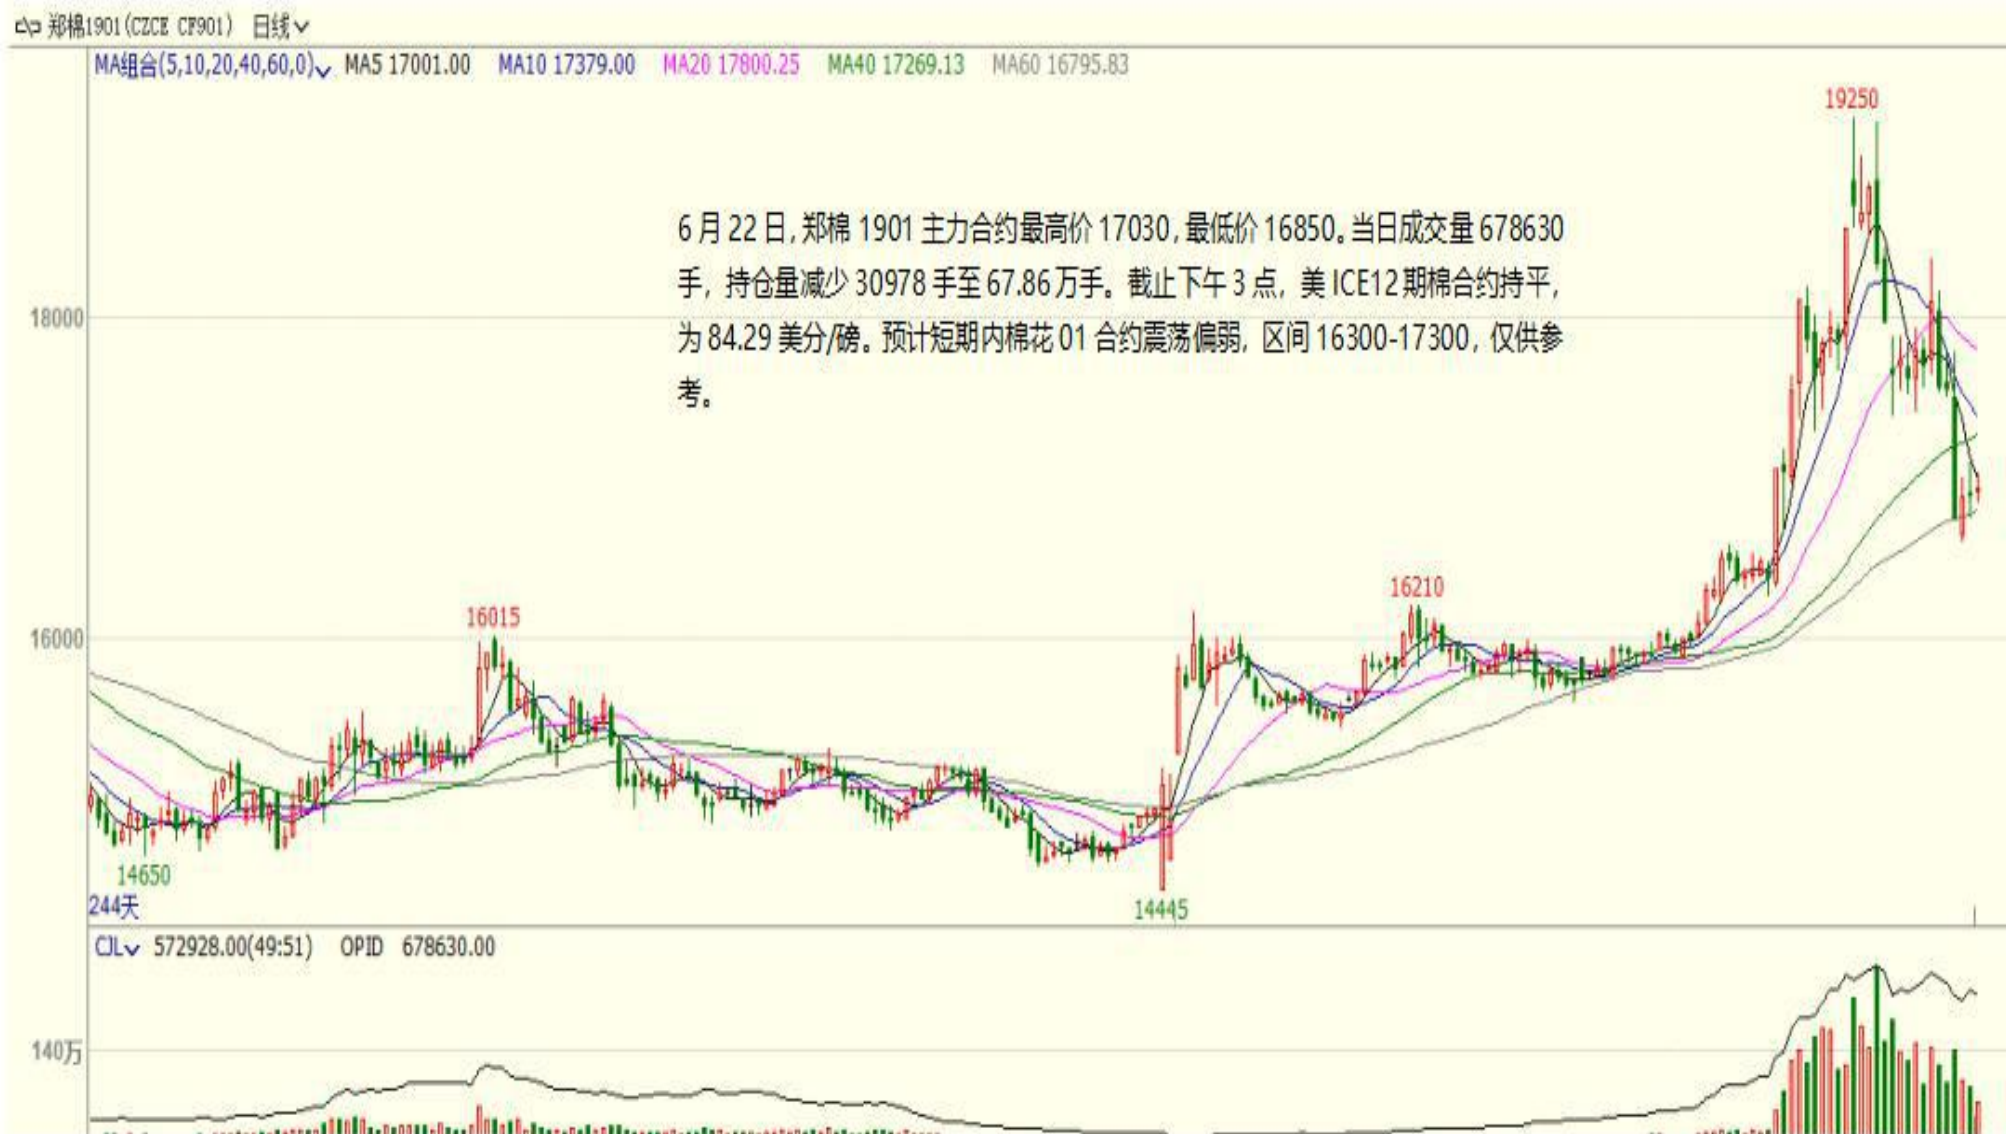 郑棉1901(CZCE CF901) 日线
MA组合(5,10,20,40,60,0) MA5 17001.00 MA10 17379.00 MA20 17800.25 MA40 17269.13 MA60 16795.83
19250
6月22日,郑棉1901主力合约最高价17030,最低价16850。当日成交量678630
手,持仓量减少30978手至67.86万手。截止下午3点,美ICE12期棉合约持平,
为84.29美分/磅。预计短期内棉花01合约震荡偏弱,区间16300-17300,仅供参
考。
18000
16210
16015
16000
14650
244天
14445
CJL 572928.00(49:51) OPID 678630.00
140万